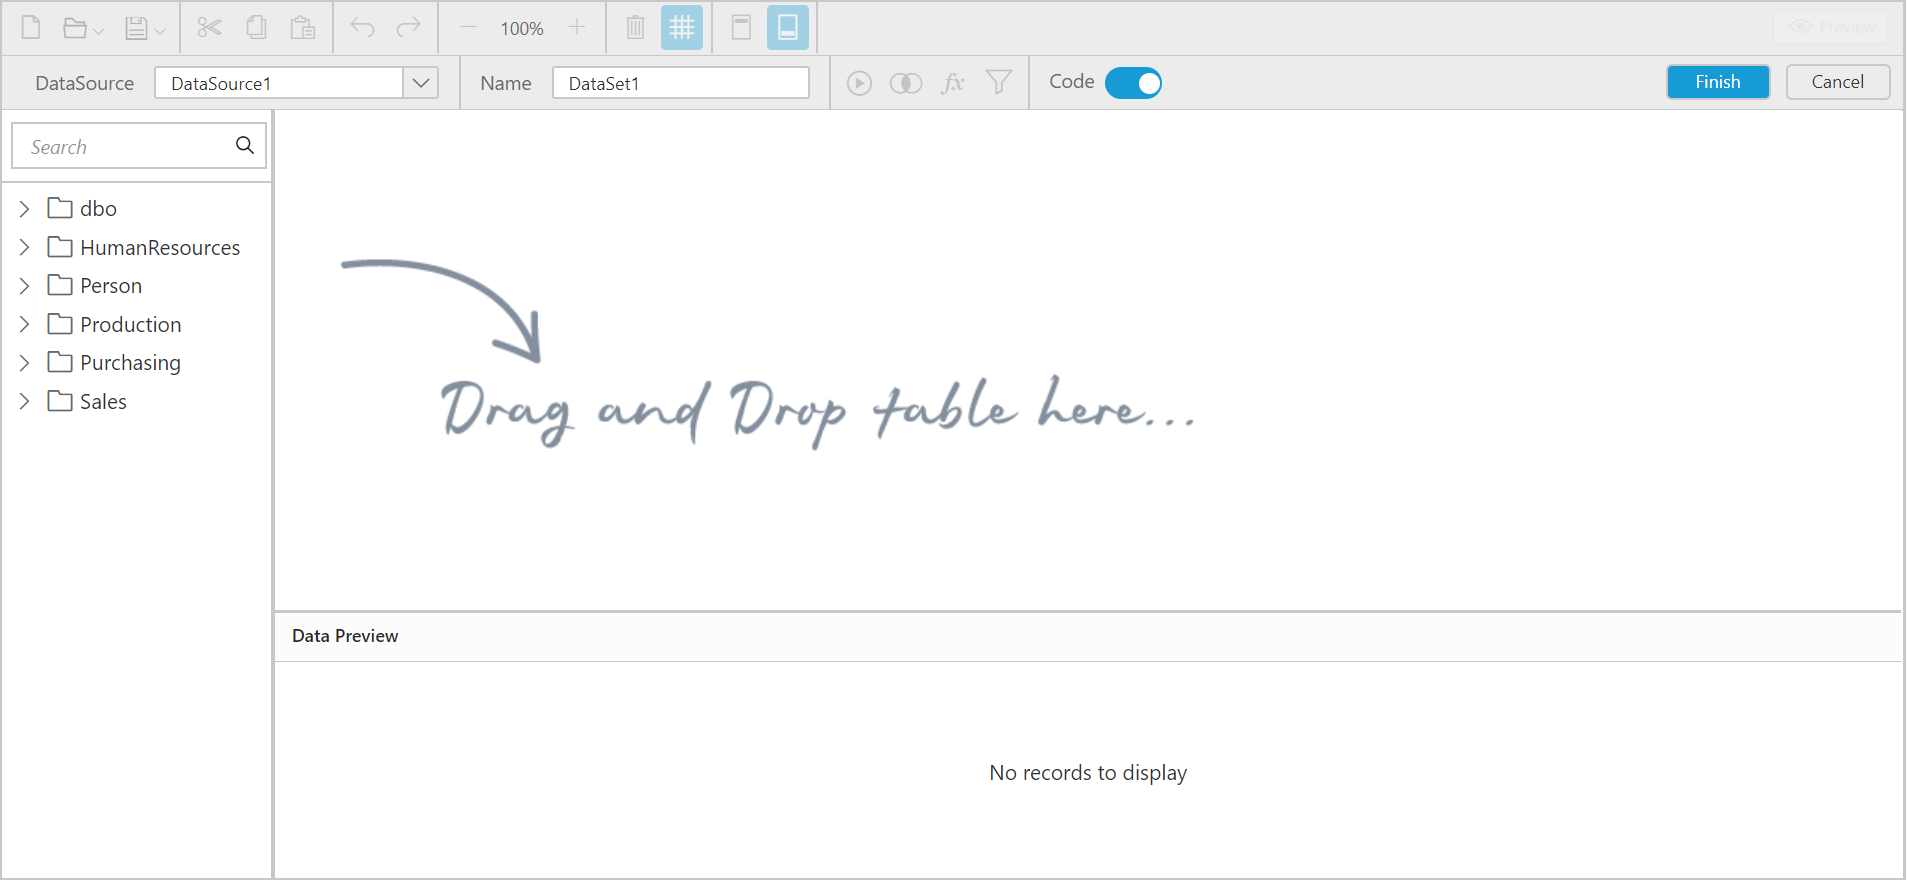 100%
Preview
DataSource DataSource1 Name DataSet1 fx Code Finish Cancel
Search
dbo
HumanResources
Person
Production
Purchasing
Sales
Drag and Drop table here...
Data Preview
No records to display